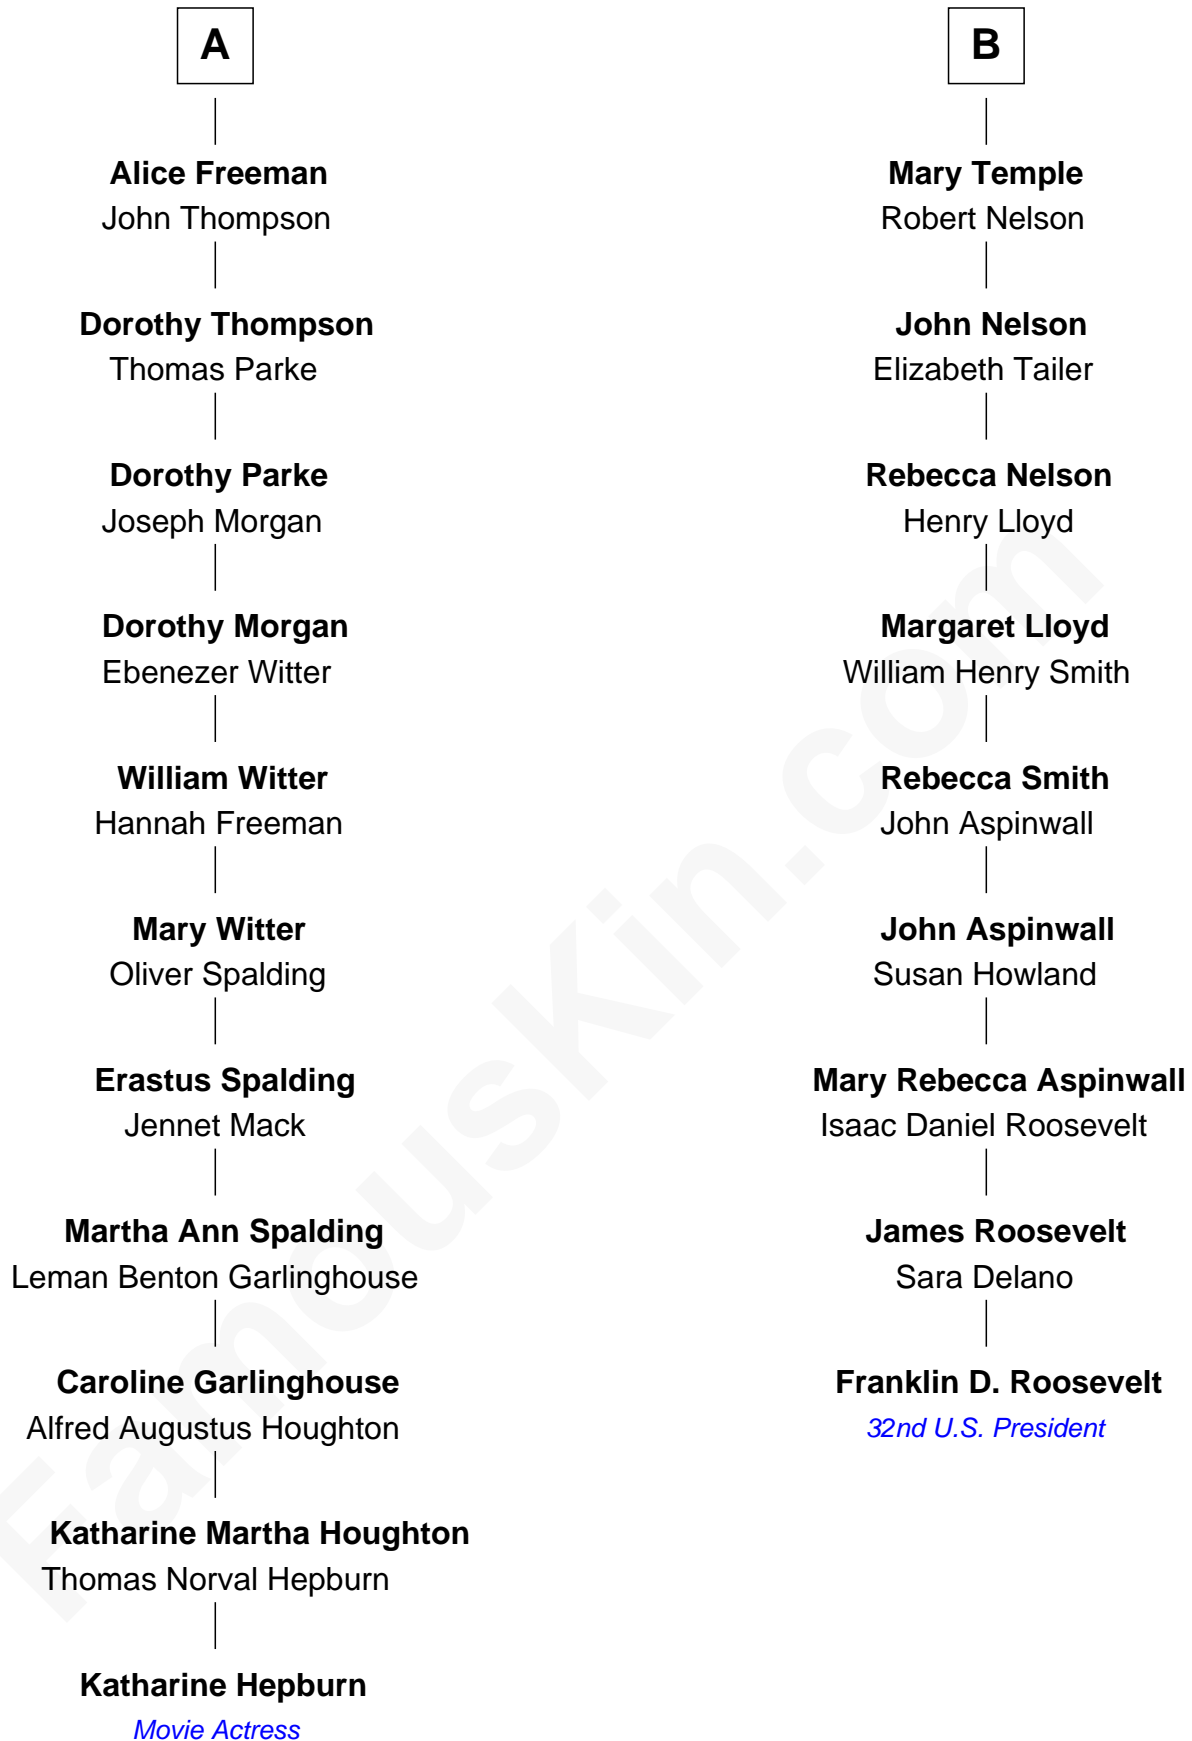 A
Alice Freeman
John Thompson
Dorothy Thompson
Thomas Parke
Dorothy Parke
Joseph Morgan
Dorothy Morgan
Ebenezer Witter
William Witter
Hannah Freeman
Mary Witter
Oliver Spalding
Erastus Spalding
Jennet Mack
Martha Ann Spalding
Leman Benton Garlinghouse
Caroline Garlinghouse
Alfred Augustus Houghton
Katharine Martha Houghton
Thomas Norval Hepburn
Katharine Hepburn
Movie Actress
B
Mary Temple
Robert Nelson
John Nelson
Elizabeth Tailer
Rebecca Nelson
Henry Lloyd
Margaret Lloyd
William Henry Smith
Rebecca Smith
John Aspinwall
John Aspinwall
Susan Howland
Mary Rebecca Aspinwall
Isaac Daniel Roosevelt
James Roosevelt
Sara Delano
Franklin D. Roosevelt
32nd U.S. President
FamousKin.com